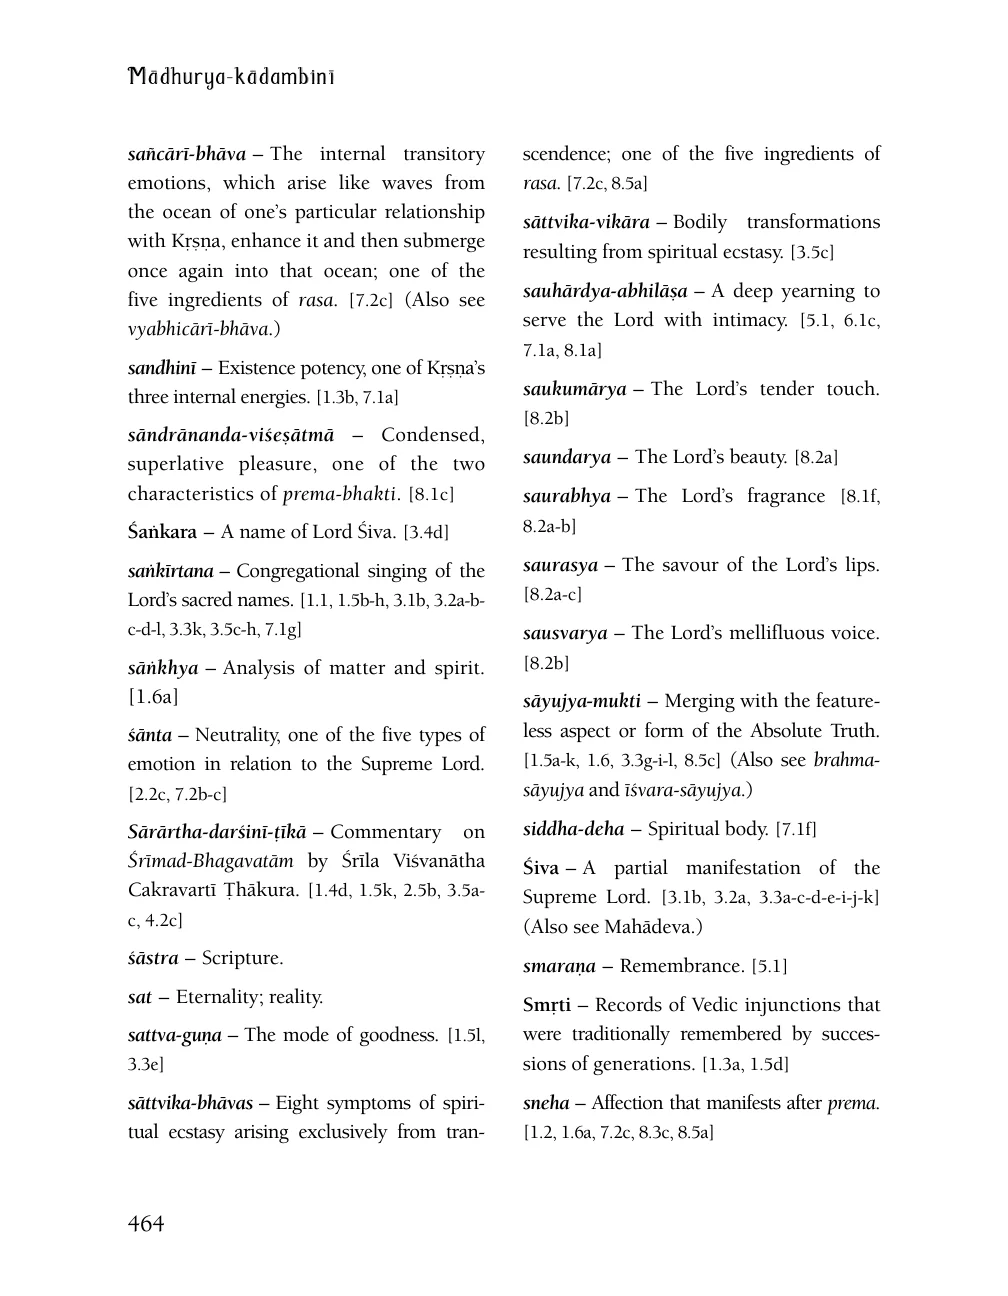 Mādhurya-kādambinī
sañcārī-bhāva – The internal transitory
emotions, which arise like waves from
the ocean of one’s particular relationship
with Kṛṣṇa, enhance it and then submerge
once again into that ocean; one of the
five ingredients of rasa. [7.2c] (Also see
vyabhicārī-bhāva.)
sandhinī – Existence potency, one of Kṛṣṇa’s
three internal energies. [1.3b, 7.1a]
sāndrānanda-viśeṣātmā – Condensed,
superlative pleasure, one of the two
characteristics of prema-bhakti. [8.1c]
Śaṅkara – A name of Lord Śiva. [3.4d]
saṅkīrtana – Congregational singing of the
Lord’s sacred names. [1.1, 1.5b-h, 3.1b, 3.2a-b-
c-d-l, 3.3k, 3.5c-h, 7.1g]
sāṅkhya – Analysis of matter and spirit.
[1.6a]
śānta – Neutrality, one of the five types of
emotion in relation to the Supreme Lord.
[2.2c, 7.2b-c]
Sārārtha-darśinī-ṭīkā – Commentary on
Śrīmad-Bhagavatām by Śrīla Viśvanātha
Cakravartī Ṭhākura. [1.4d, 1.5k, 2.5b, 3.5a-
c, 4.2c]
śāstra – Scripture.
sat – Eternality; reality.
sattva-guṇa – The mode of goodness. [1.5l,
3.3e]
sāttvika-bhāvas – Eight symptoms of spiri-
tual ecstasy arising exclusively from tran-
scendence; one of the five ingredients of
rasa. [7.2c, 8.5a]
sāttvika-vikāra – Bodily transformations
resulting from spiritual ecstasy. [3.5c]
sauhārdya-abhilāṣa – A deep yearning to
serve the Lord with intimacy. [5.1, 6.1c,
7.1a, 8.1a]
saukumārya – The Lord’s tender touch.
[8.2b]
saundarya – The Lord’s beauty. [8.2a]
saurabhya – The Lord’s fragrance [8.1f,
8.2a-b]
saurasya – The savour of the Lord’s lips.
[8.2a-c]
sausvarya – The Lord’s mellifluous voice.
[8.2b]
sāyujya-mukti – Merging with the feature-
less aspect or form of the Absolute Truth.
[1.5a-k, 1.6, 3.3g-i-l, 8.5c] (Also see brahma-
sāyujya and īśvara-sāyujya.)
siddha-deha – Spiritual body. [7.1f]
Śiva – A partial manifestation of the
Supreme Lord. [3.1b, 3.2a, 3.3a-c-d-e-i-j-k]
(Also see Mahādeva.)
smaraṇa – Remembrance. [5.1]
Smṛti – Records of Vedic injunctions that
were traditionally remembered by succes-
sions of generations. [1.3a, 1.5d]
sneha – Affection that manifests after prema.
[1.2, 1.6a, 7.2c, 8.3c, 8.5a]
464